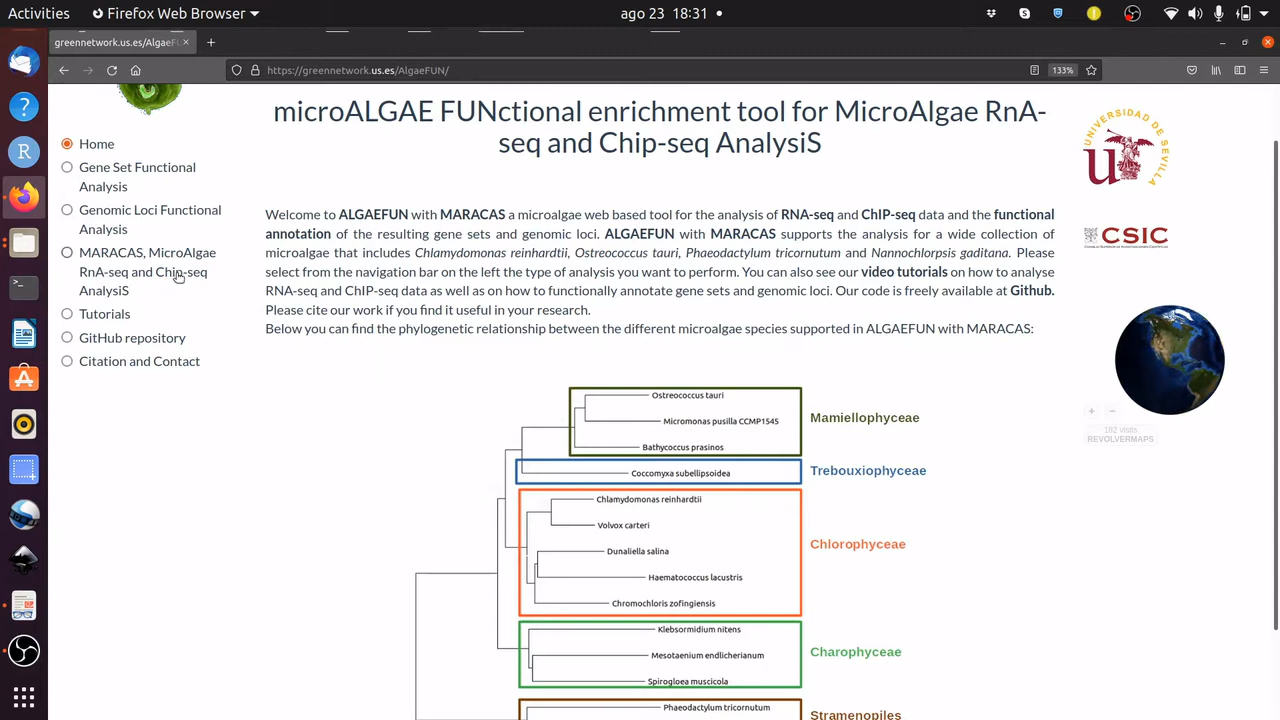 Activities
Firefox Web Browser
ago 23 18:31
greennetwork.us.es/AlgaeFU
https://greennetwork.us.es/AlgaeFUN/
133%
Home
Gene Set Functional
Analysis
Genomic Loci Functional
Analysis
MARACAS, MicroAlgae
RnA-seq and Chip-seq
AnalysiS
Tutorials
GitHub repository
Citation and Contact
microALGAE FUNctional enrichment tool for MicroAlgae RnA-
seq and Chip-seq AnalysiS
Welcome to ALGAEFUN with MARACAS a microalgae web based tool for the analysis of RNA-seq and ChIP-seq data and the functional
annotation of the resulting gene sets and genomic loci. ALGAEFUN with MARACAS supports the analysis for a wide collection of
microalgae that includes Chlamydomonas reinhardtii, Ostreococcus tauri, Phaeodactylum tricornutum and Nannochlorpsis gaditana. Please
select from the navigation bar on the left the type of analysis you want to perform. You can also see our video tutorials on how to analyse
RNA-seq and ChIP-seq data as well as on how to functionally annotate gene sets and genomic loci. Our code is freely available at Github.
Please cite our work if you find it useful in your research.
Below you can find the phylogenetic relationship between the different microalgae species supported in ALGAEFUN with MARACAS:
Ostreococcus tauri
Micromonas pusilla CCMP1545
Bathycoccus prasinos
Mamiellophyceae
Coccomyxa subellipsoidea
Trebouxiophyceae
Chlamydomonas reinhardtii
Volvox carteri
Dunaliella salina
Haematococcus lacustris
Chromochloris zofingiensis
Chlorophyceae
Klebsormidium nitens
Mesotaenium endlicherianum
Spirogloea muscicola
Charophyceae
Phaeodactylum tricornutum
Stramenopiles
UNIVERSIDAD DE SEVILLA
CSIC
182 visits
REVOLVERMAPS